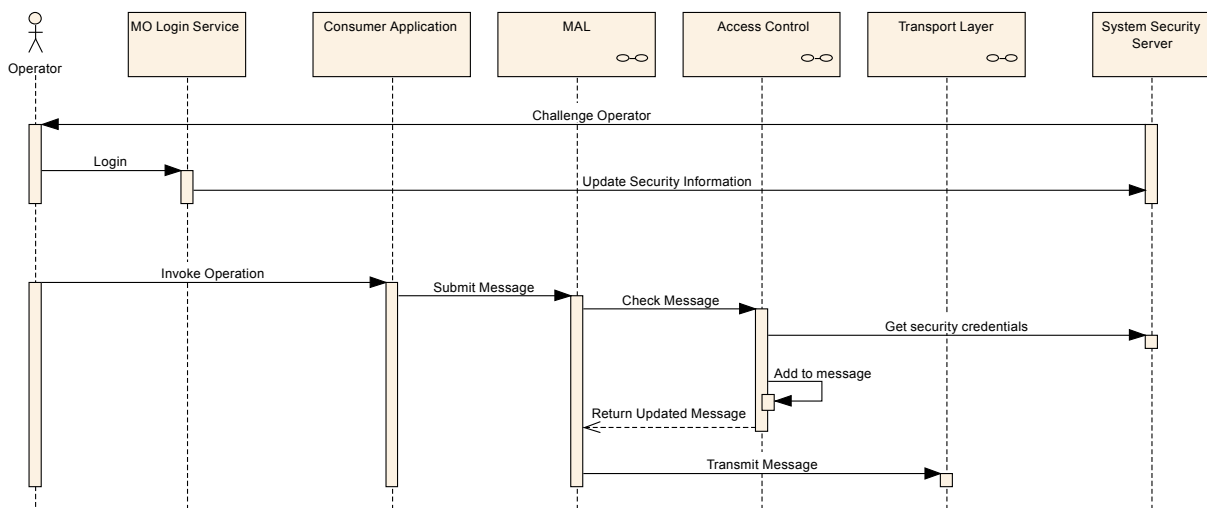 Operator
MO Login Service
Consumer Application
MAL
Access Control
Transport Layer
System Security
Server
Challenge Operator
Login
Update Security Information
Invoke Operation
Submit Message
Check Message
Get security credentials
Add to message
Return Updated Message
Transmit Message